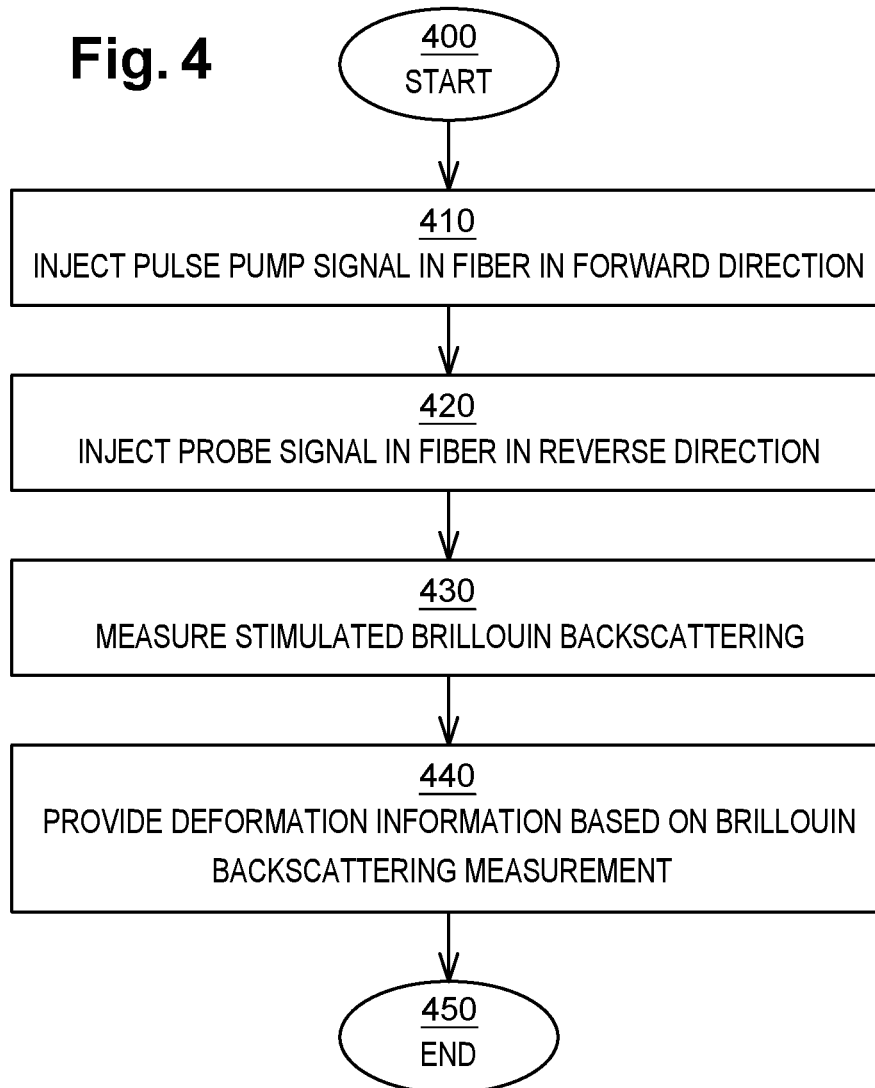 Fig. 4
400
START
410
INJECT PULSE PUMP SIGNAL IN FIBER IN FORWARD DIRECTION
420
INJECT PROBE SIGNAL IN FIBER IN REVERSE DIRECTION
430
MEASURE STIMULATED BRILLOUIN BACKSCATTERING
440
PROVIDE DEFORMATION INFORMATION BASED ON BRILLOUIN
BACKSCATTERING MEASUREMENT
450
END